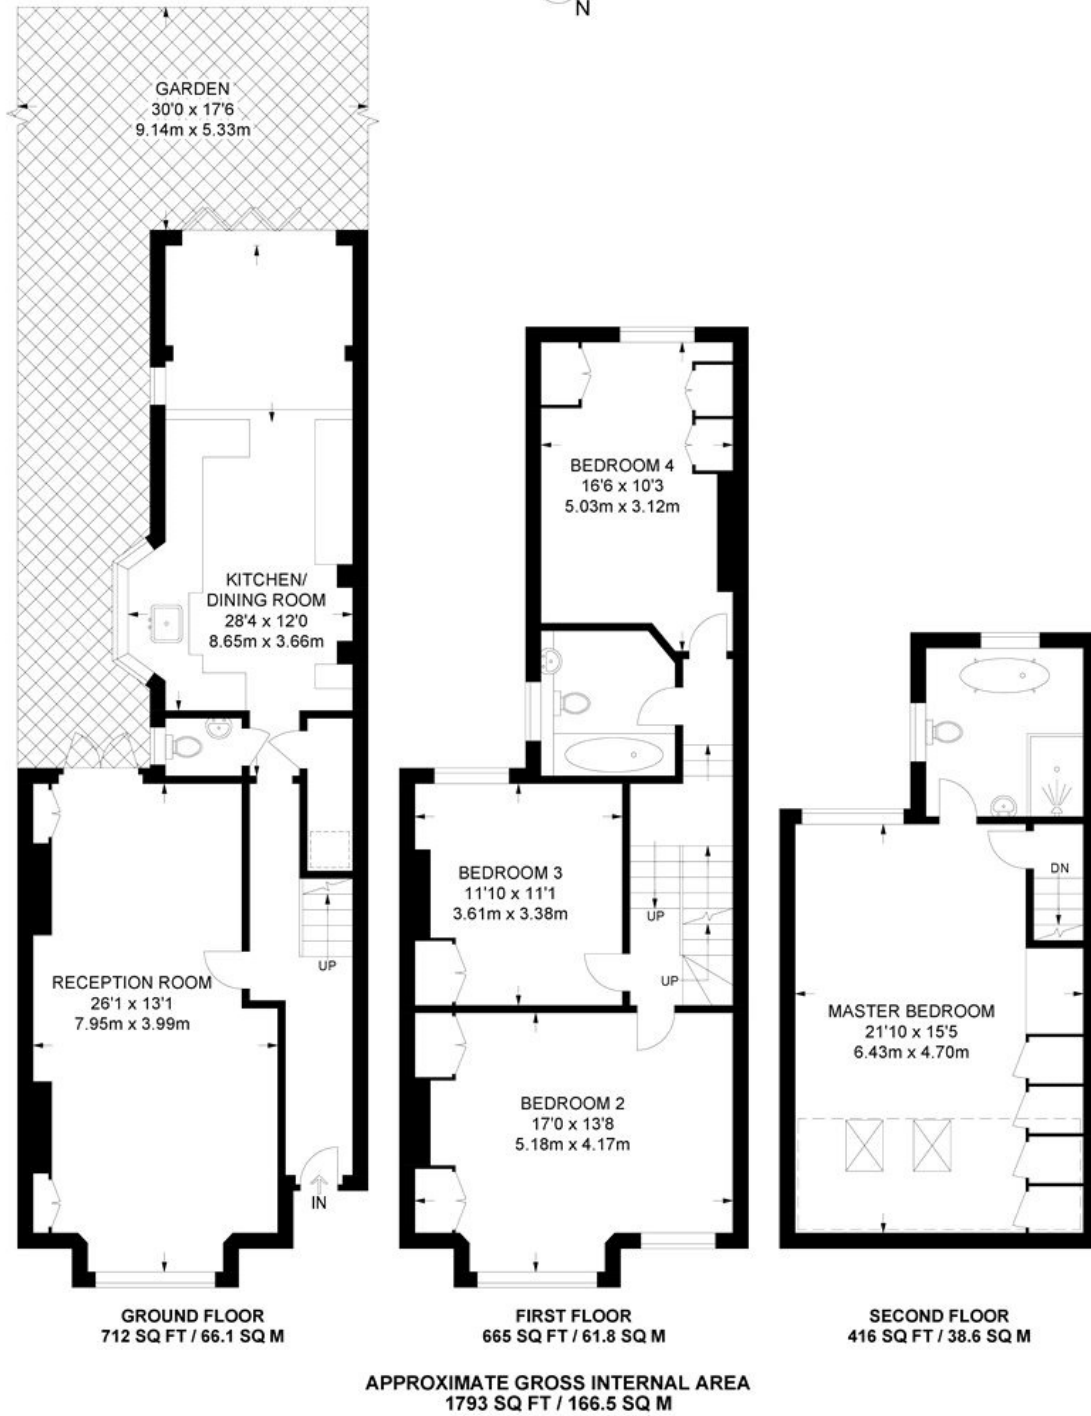 N
GARDEN
30'0 x 17'6
9.14m x 5.33m
KITCHEN/
DINING ROOM
28'4 x 12'0
8.65m x 3.66m
UP
RECEPTION ROOM
26'1 x 13'1
7.95m x 3.99m
IN
GROUND FLOOR
712 SQ FT / 66.1 SQ M
BEDROOM 4
16'6 x 10'3
5.03m x 3.12m
BEDROOM 3
11'10 x 11'1
3.61m x 3.38m
UP
UP
BEDROOM 2
17'0 x 13'8
5.18m x 4.17m
FIRST FLOOR
665 SQ FT / 61.8 SQ M
DN
MASTER BEDROOM
21'10 x 15'5
6.43m x 4.70m
SECOND FLOOR
416 SQ FT / 38.6 SQ M
APPROXIMATE GROSS INTERNAL AREA
1793 SQ FT / 166.5 SQ M